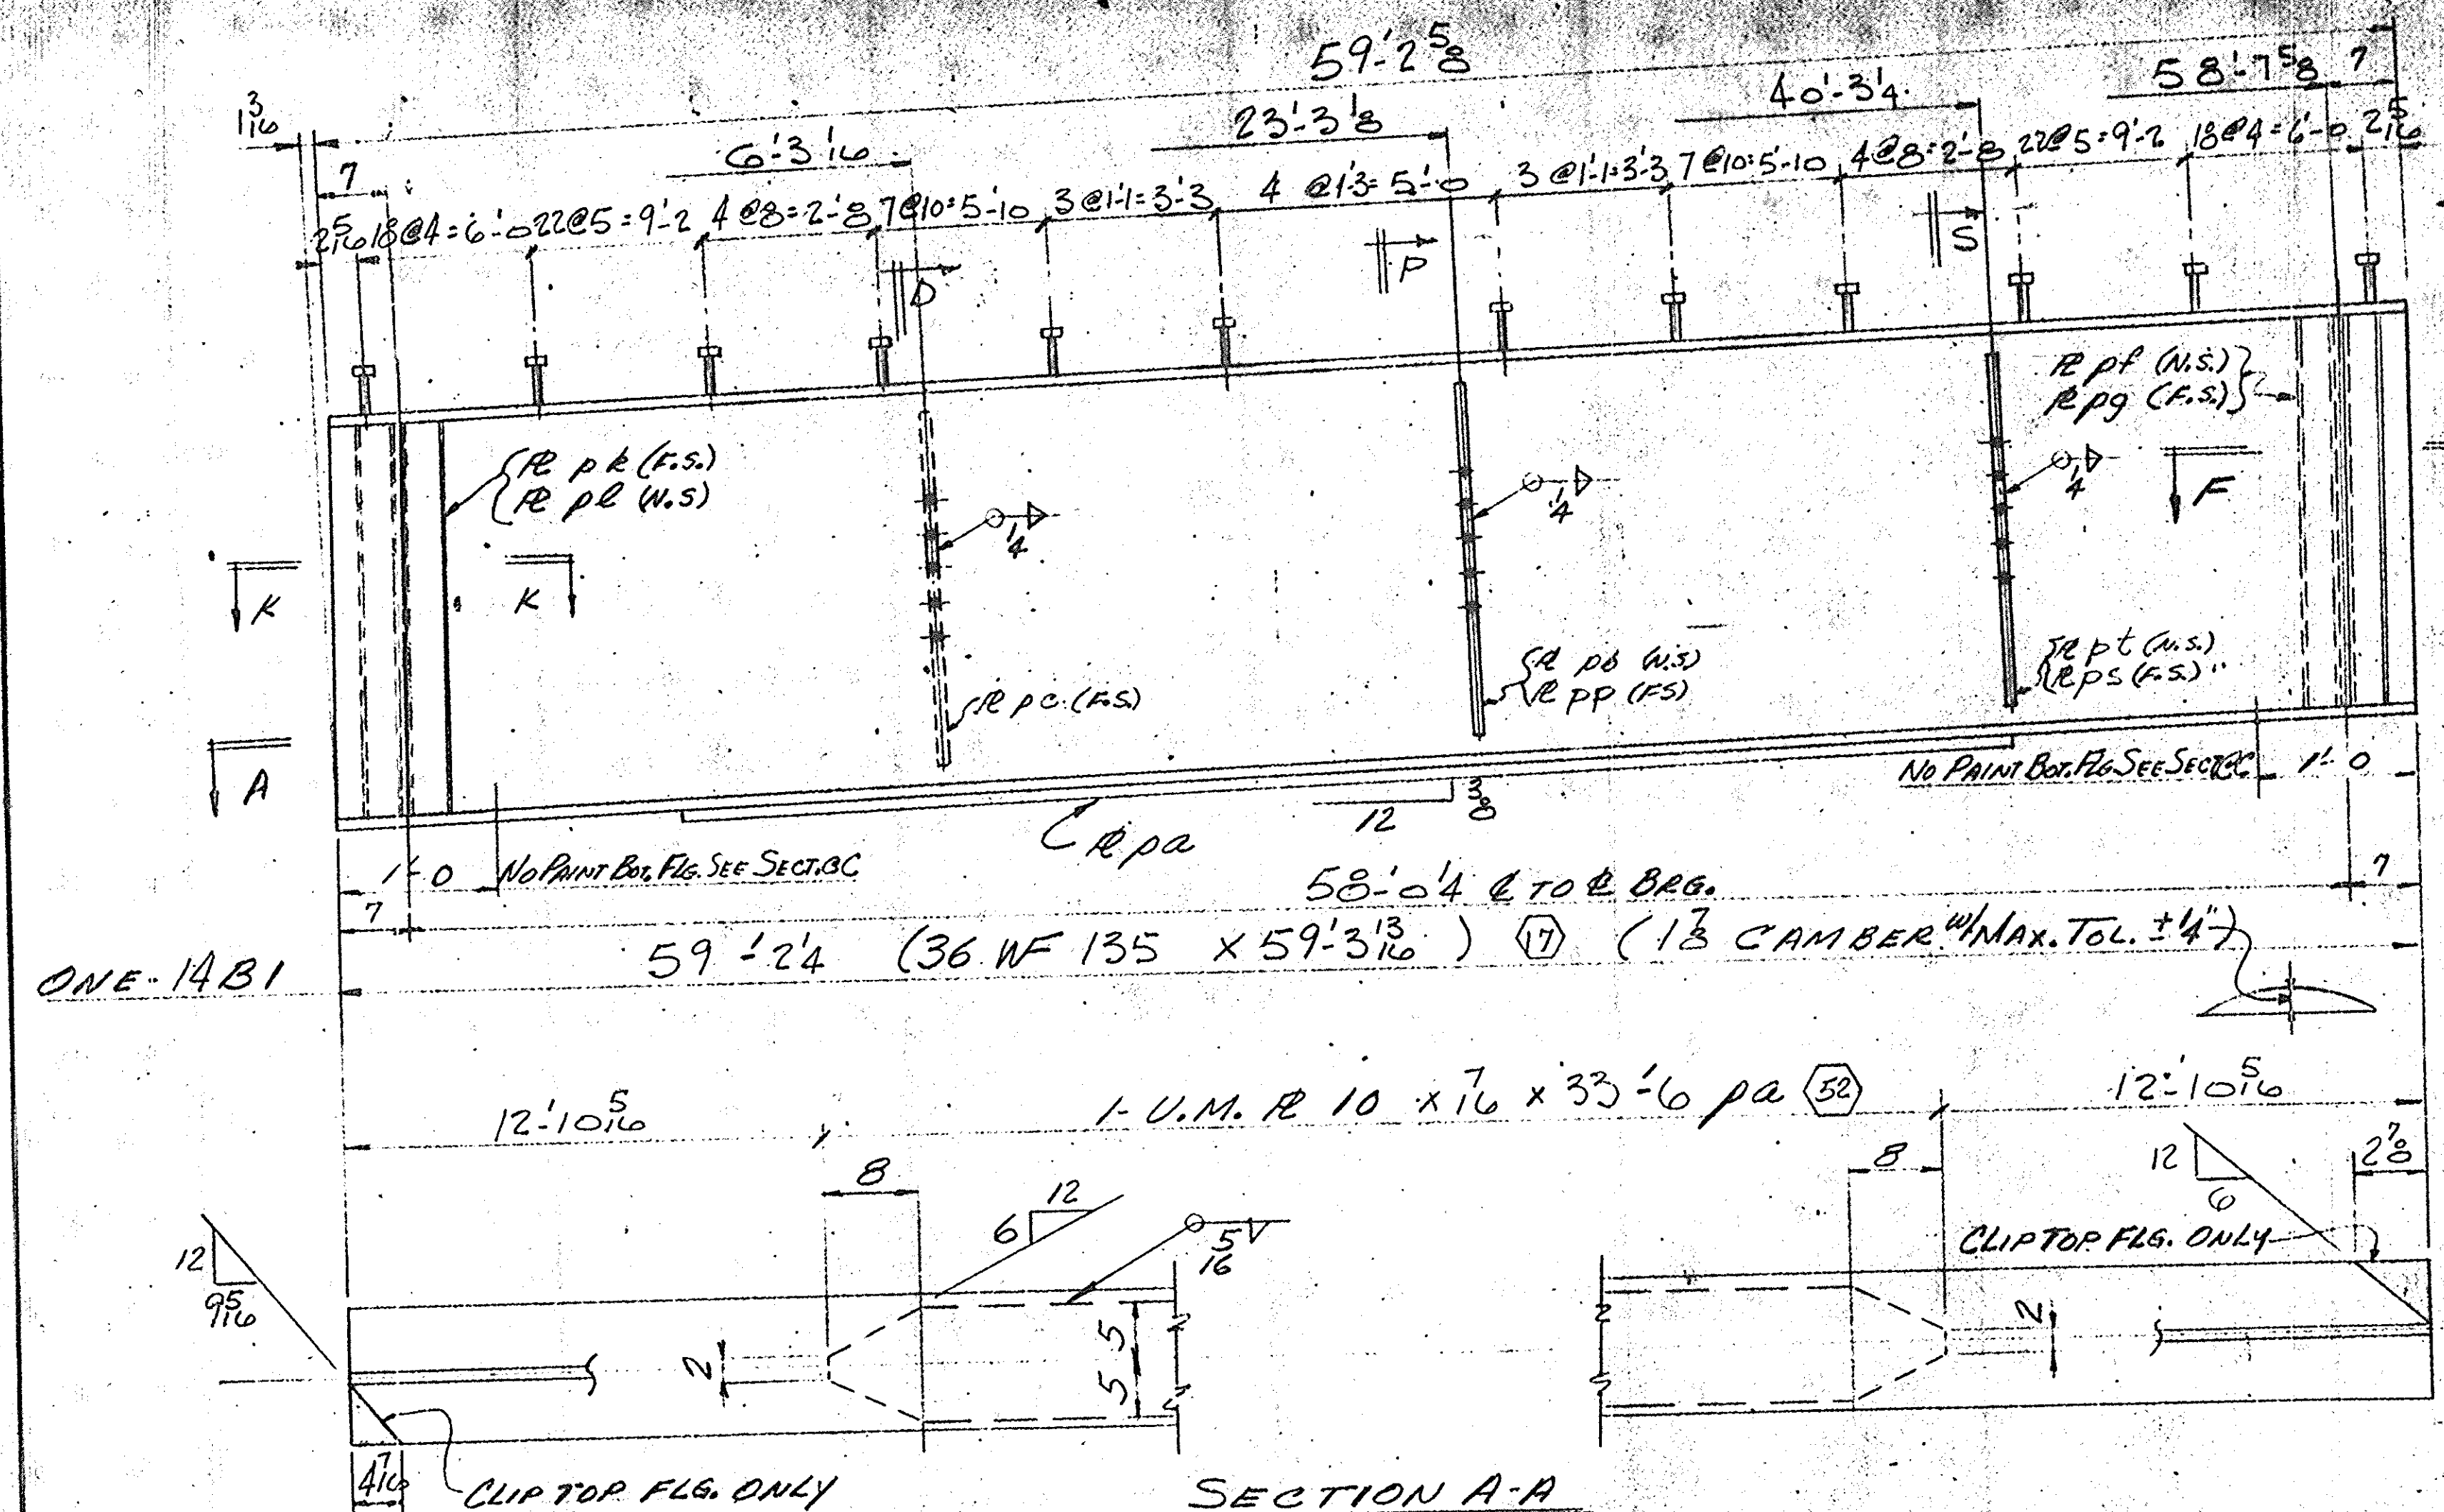 59'-2 5/8
1 3/16
6'-3 1/16
23'-3 1/8
40'-3 1/4
58'-7 5/8
7
7
2 5/16
18@4=6'-0
22@5=9'-2
4@8=2'-8
7@10=5'-10
3@1'-1=3'-3
4 @1'-3=5'-0
3@1'-1=3'-3
7@10=5'-10
4@8=2'-8
22@5=9'-2
18@4=6'-0
2 5/16
D
P
S
PL pk (F.S.)
PL pl (N.S)
1/4
1/4
1/4
PL pf (N.S.)
PL pg (F.S.)
K
K
F
A
PL pc (F.S)
PL pp (FS)
PL pt (N.S.)
PL ps (F.S.)
NO PAINT BOT. FLG. SEE SECT.
1'-0
12
3/8
PL pa
1'-0
NO PAINT BOT. FLG. SEE SECT.
7
58'-0 1/4 ℄ TO ℄ BRG.
7
ONE-14B1
59'-2 1/4 (36 WF 135 x 59'-3 13/16) 17 (1 7/8 CAMBER W/MAX. TOL. ±1/4")
12'-10 5/16
1-U.M. PL 10 x 7/16 x 33'-6 pa 52
12'-10 5/16
8
8
2 7/8
12
9 5/16
6
12
5/16
12
6
CLIP TOP FLG. ONLY
2
5
5
2
4 7/16
CLIP TOP FLG. ONLY
SECTION A-A